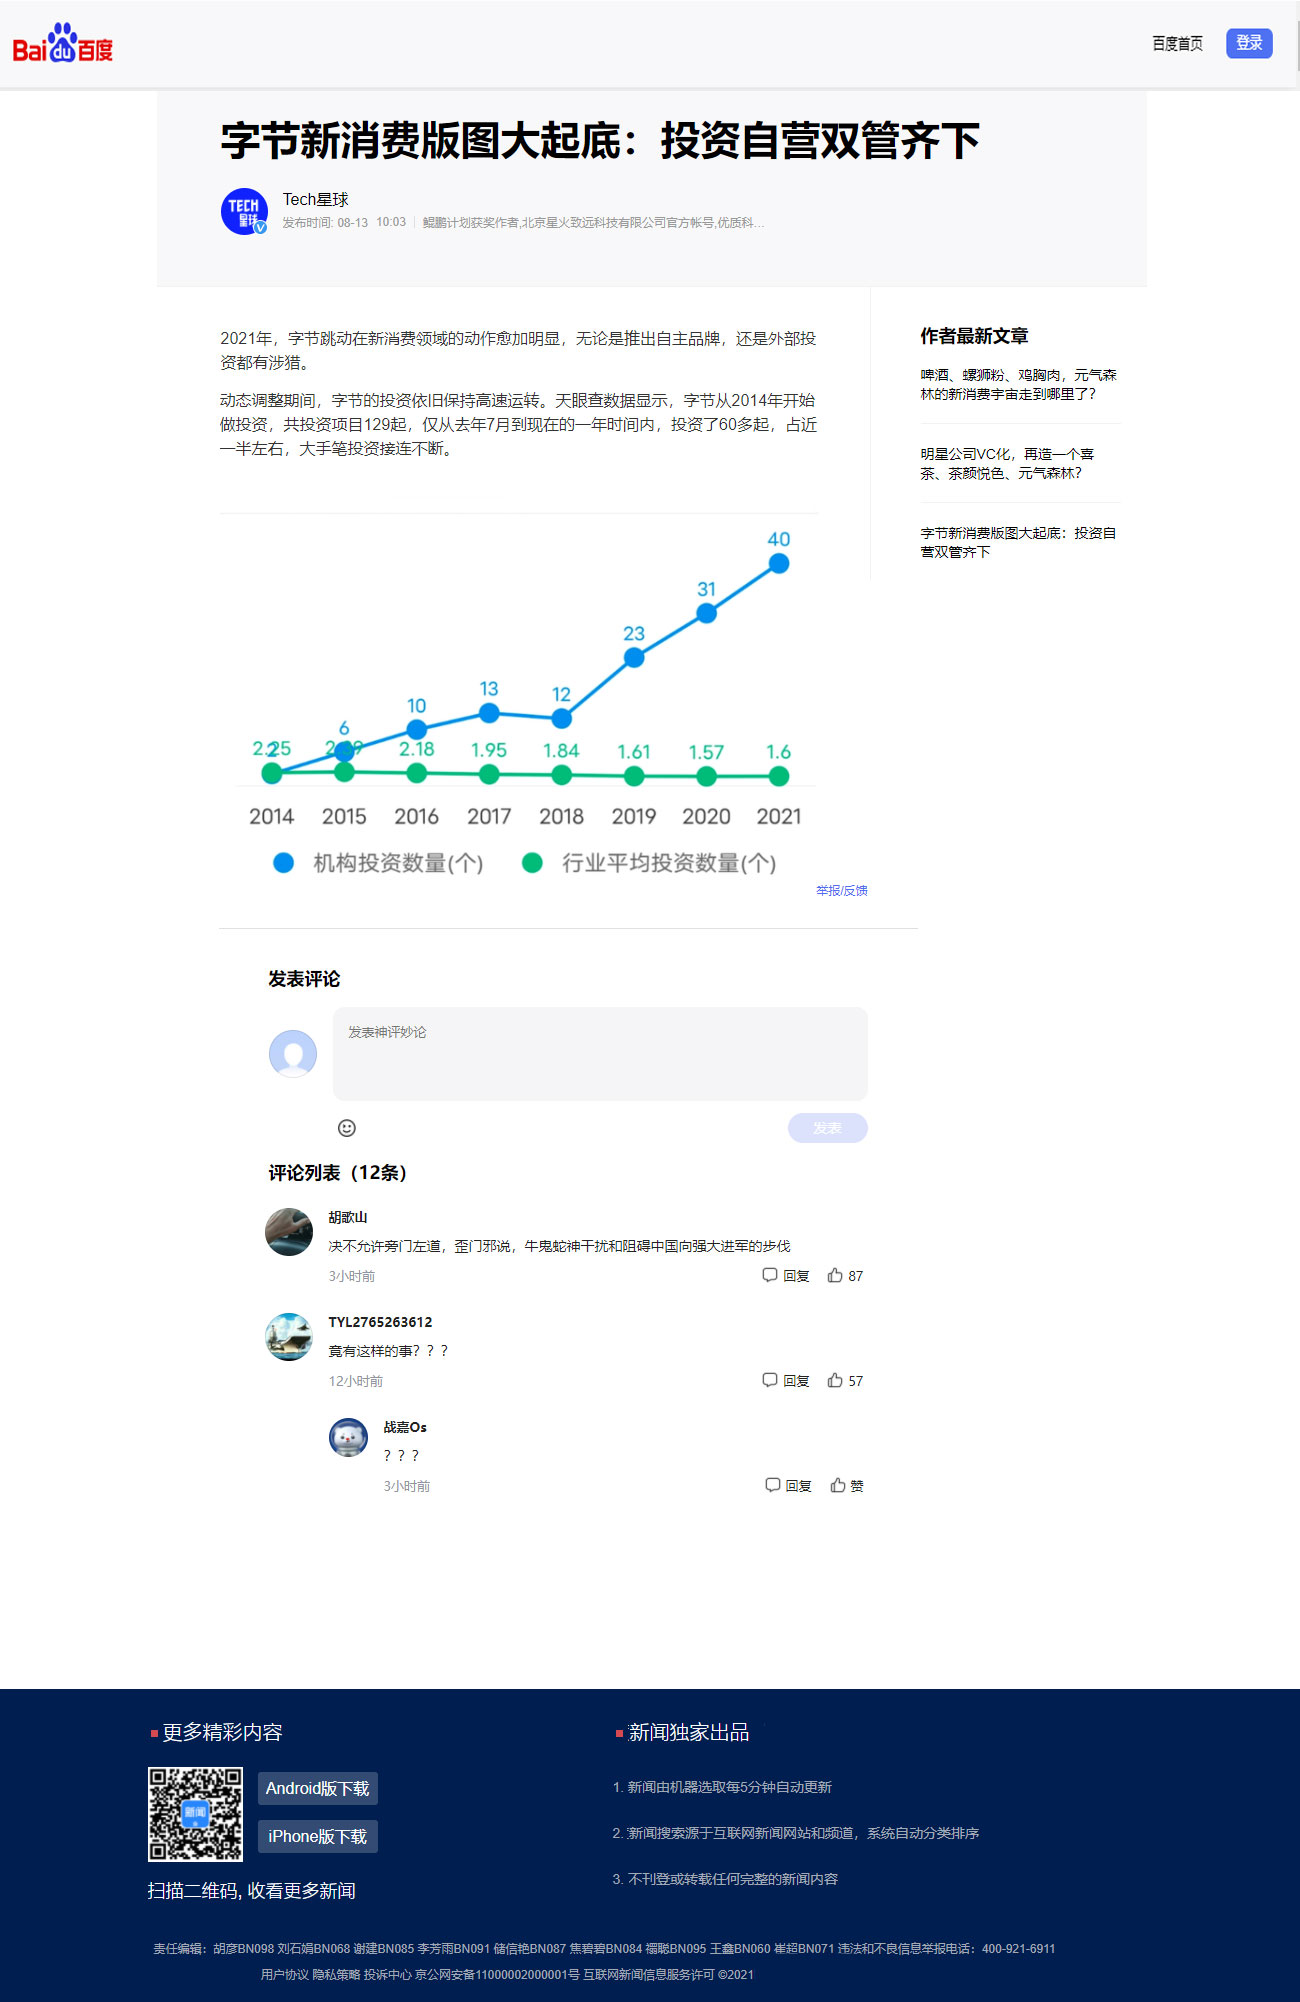 Baidu百度
百度首页
登录
字节新消费版图大起底：投资自营双管齐下
TECH
星球
Tech星球
发布时间: 08-13 10:03 鲲鹏计划获奖作者,北京星火致远科技有限公司官方帐号,优质科...
2021年，字节跳动在新消费领域的动作愈加明显，无论是推出自主品牌，还是外部投
资都有涉猎。
动态调整期间，字节的投资依旧保持高速运转。天眼查数据显示，字节从2014年开始
做投资，共投资项目129起，仅从去年7月到现在的一年时间内，投资了60多起，占近
一半左右，大手笔投资接连不断。
作者最新文章
啤酒、螺狮粉、鸡胸肉，元气森
林的新消费宇宙走到哪里了？
明星公司VC化，再造一个喜
茶、茶颜悦色、元气森林？
字节新消费版图大起底：投资自
营双管齐下
40
31
23
13
12
10
6
2
2.25 2.18 1.95 1.84 1.61 1.57 1.6
2014 2015 2016 2017 2018 2019 2020 2021
机构投资数量(个) 行业平均投资数量(个)
举报/反馈
发表评论
发表神评妙论
发表
评论列表（12条）
胡歌山
决不允许旁门左道，歪门邪说，牛鬼蛇神干扰和阻碍中国向强大进军的步伐
3小时前 回复 87
TYL2765263612
竟有这样的事？？？
12小时前 回复 57
战嘉Os
？？？
3小时前 回复 赞
更多精彩内容
新闻
Android版下载
iPhone版下载
扫描二维码, 收看更多新闻
新闻独家出品
1. 新闻由机器选取每5分钟自动更新
2. 新闻搜索源于互联网新闻网站和频道，系统自动分类排序
3. 不刊登或转载任何完整的新闻内容
责任编辑：胡彦BN098 刘石娟BN068 谢建BN085 李芳雨BN091 储信艳BN087 焦碧碧BN084 禤聪BN095 王鑫BN060 崔超BN071 违法和不良信息举报电话：400-921-6911
用户协议 隐私策略 投诉中心 京公网安备11000002000001号 互联网新闻信息服务许可 ©2021